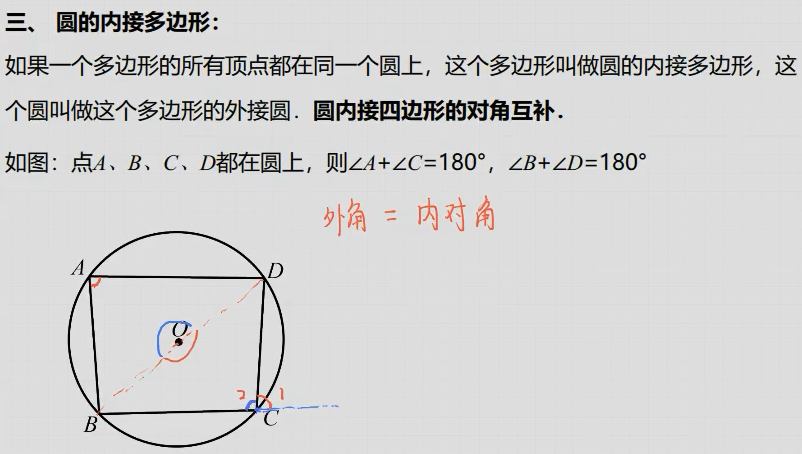 三、 圆的内接多边形：
如果一个多边形的所有顶点都在同一个圆上，这个多边形叫做圆的内接多边形，这
个圆叫做这个多边形的外接圆．圆内接四边形的对角互补．
如图：点A、B、C、D都在圆上，则∠A+∠C=180°，∠B+∠D=180°
外角 = 内对角
A
D
O
2 1
B
C